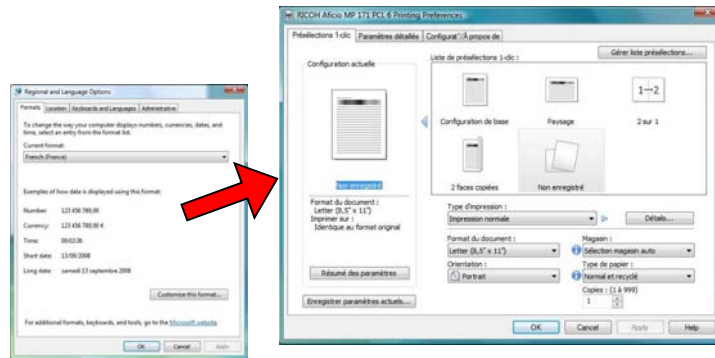 Regional and Language Options
Formats Location Keyboards and Languages Administrative
To change the way your computer displays numbers, currencies, dates, and
time, select an entry from the format list.
Current format:
French (France)
Examples of how data is displayed using this format:
Number: 123 456 789,00
Currency: 123 456 789,00 €
Time: 00:02:36
Short date: 13/09/2008
Long date: samedi 13 septembre 2008
Customize this format...
For additional formats, keyboards, and tools, go to the Microsoft website.
OK Cancel Apply
RICOH Aficio MP 171 PCL 6 Printing Preferences
Présélections 1-clic Paramètres détaillés Configurat°/À propos de
Configuration actuelle
Non enregistré
Format du document :
Letter (8,5" x 11")
Imprimer sur :
Identique au format original
Résumé des paramètres
Enregistrer paramètres actuels...
Liste de présélections 1-clic :
Gérer liste présélections...
1→2
Configuration de base
Paysage
2 sur 1
2 faces copiées
Non enregistré
Type d'impression :
Impression normale
Détails...
Format du document :
Letter (8,5" x 11")
Orientation :
Portrait
Magasin :
Sélection magasin auto
Type de papier :
Normal et recyclé
Copies : (1 à 999)
1
OK Cancel Apply Help